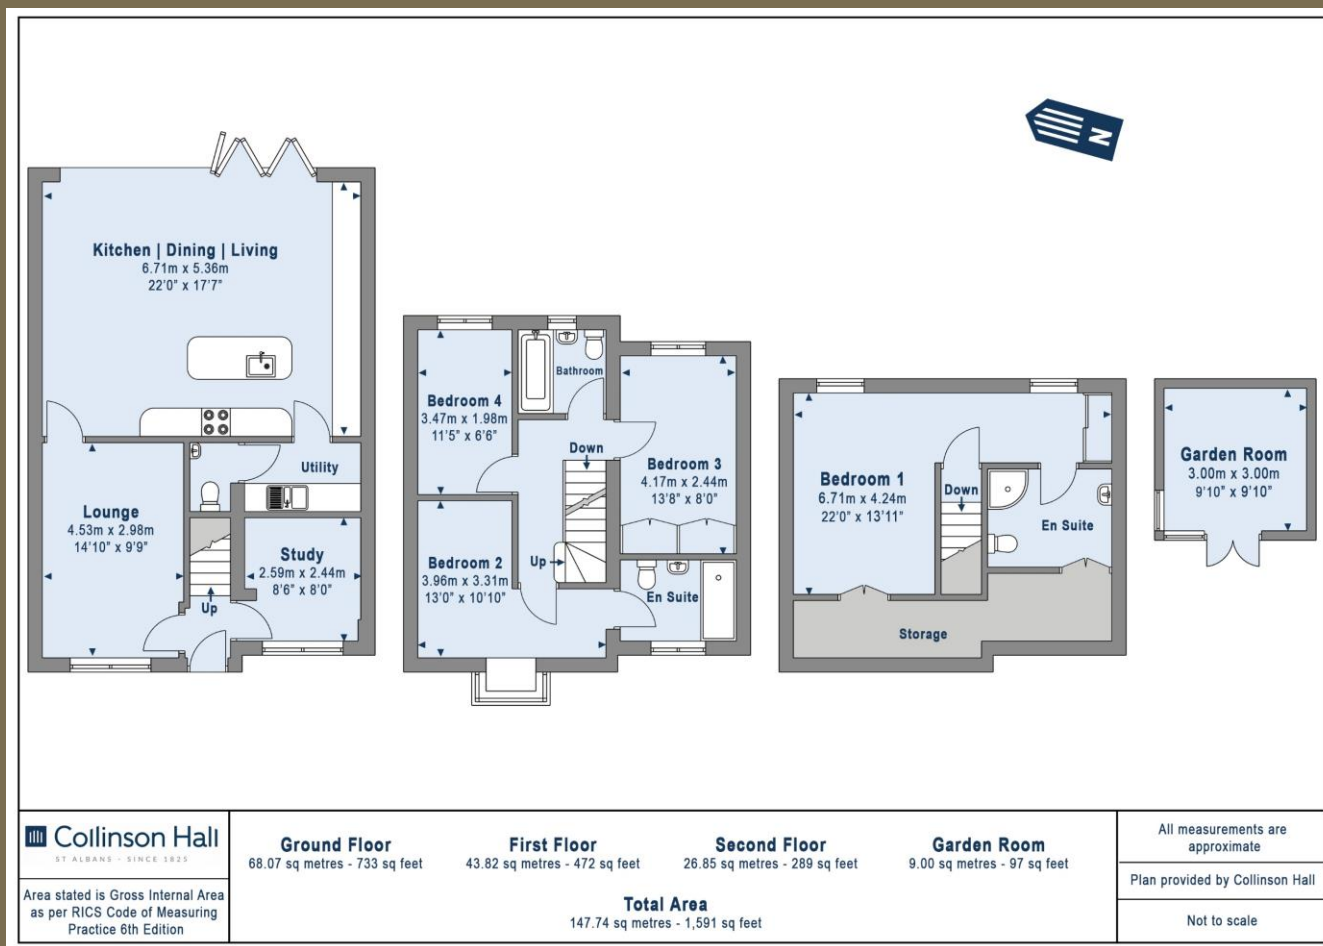 N
Kitchen | Dining | Living
6.71m x 5.36m
22'0" x 17'7"
Utility
Lounge
4.53m x 2.98m
14'10" x 9'9"
Study
2.59m x 2.44m
8'6" x 8'0"
Up
Bedroom 4
3.47m x 1.98m
11'5" x 6'6"
Bathroom
Down
Bedroom 3
4.17m x 2.44m
13'8" x 8'0"
Bedroom 2
3.96m x 3.31m
13'0" x 10'10"
Up
En Suite
Bedroom 1
6.71m x 4.24m
22'0" x 13'11"
Down
En Suite
Storage
Garden Room
3.00m x 3.00m
9'10" x 9'10"
Collinson Hall
ST ALBANS - SINCE 1825
Area stated is Gross Internal Area
as per RICS Code of Measuring
Practice 6th Edition
Ground Floor
68.07 sq metres - 733 sq feet
First Floor
43.82 sq metres - 472 sq feet
Second Floor
26.85 sq metres - 289 sq feet
Garden Room
9.00 sq metres - 97 sq feet
Total Area
147.74 sq metres - 1,591 sq feet
All measurements are
approximate
Plan provided by Collinson Hall
Not to scale